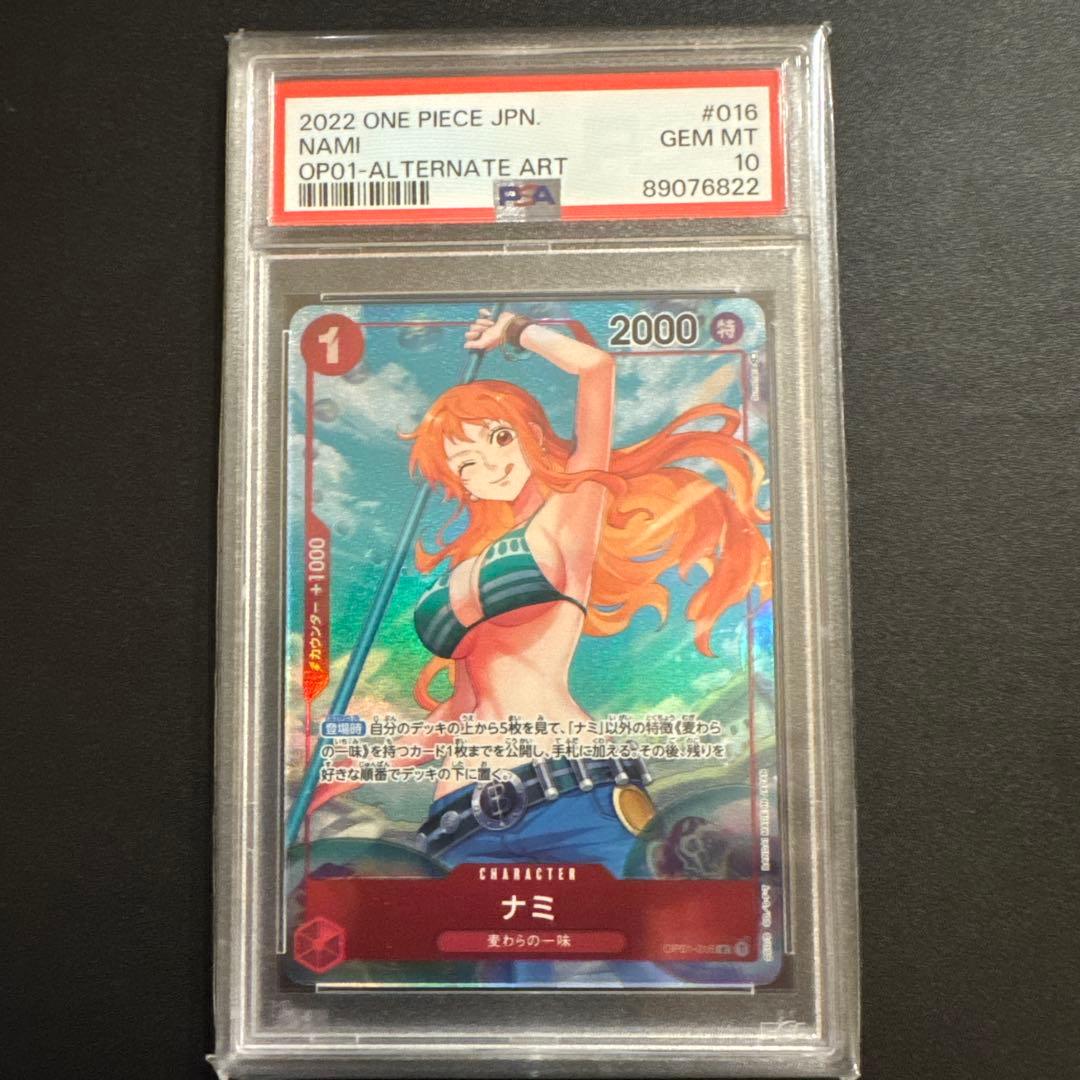 2022 ONE PIECE JPN.
#016
NAMI
GEM MT
OP01-ALTERNATE ART
10
PSA
89076822
1
2000
特
カウンター +1000
登場時 自分のデッキの上から5枚を見て、「ナミ」以外の特徴《麦わら
の一味》を持つカード1枚までを公開し、手札に加える。その後、残りを
好きな順番でデッキの下に置く。
CHARACTER
ナミ
麦わらの一味
OP01-016 R 1